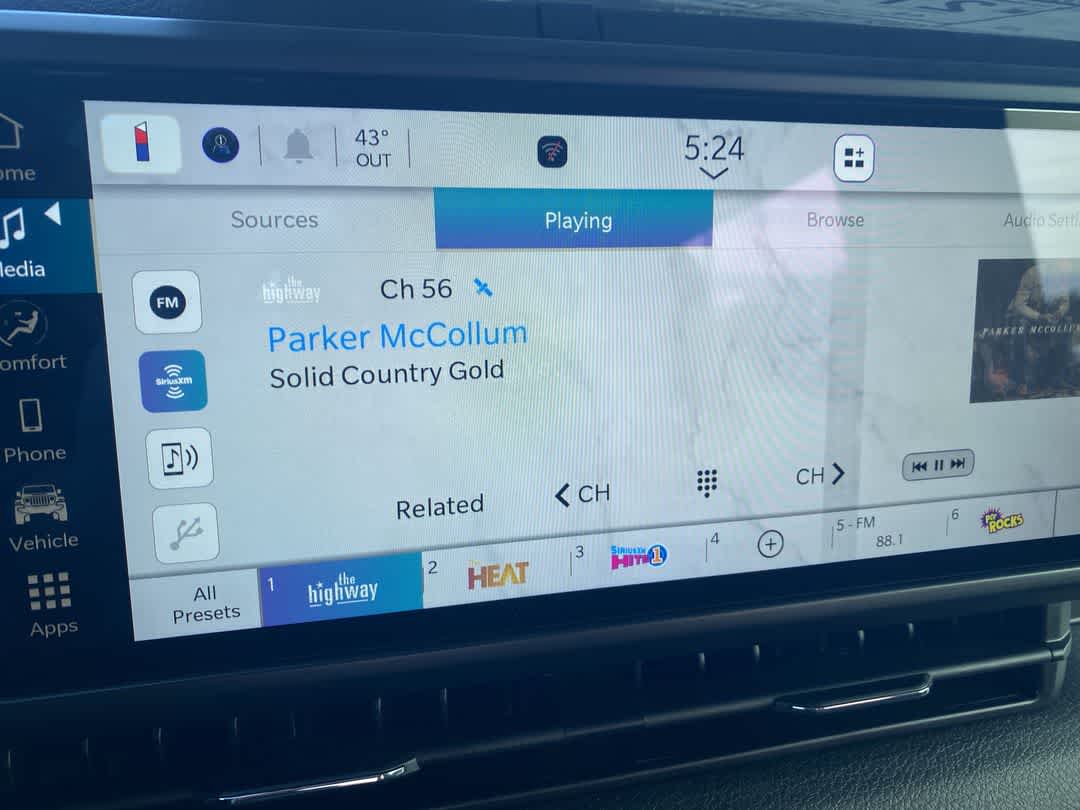 43°
OUT
5:24
ome
Sources
Playing
Browse
Audio Setti
Media
FM
the
highway
Ch 56
Parker McCollum
Solid Country Gold
PARKER MCCOLLUM
SiriusXM
omfort
Phone
Related
CH
CH
Vehicle
All
Presets
1
the
highway
2
HEAT
3
SIRIUSXM
HITS 1
4
5 - FM
88.1
6
POP
ROCKS
Apps